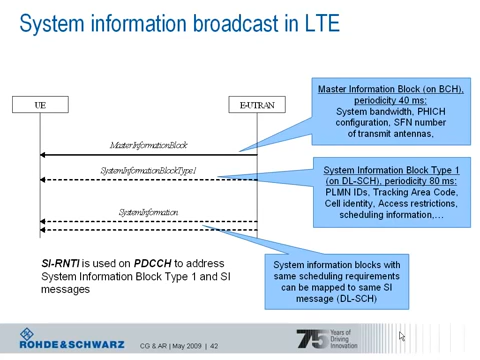 System information broadcast in LTE
UE
E-UTRAN
MasterInformationBlock
SystemInformationBlockType1
SystemInformation
Master Information Block (on BCH),
periodicity 40 ms:
System bandwidth, PHICH
configuration, SFN number
of transmit antennas,
System Information Block Type 1
(on DL-SCH), periodicity 80 ms:
PLMN IDs, Tracking Area Code,
Cell identity, Access restrictions,
scheduling information,...
System information blocks with
same scheduling requirements
can be mapped to same SI
message (DL-SCH)
SI-RNTI is used on PDCCH to address
System Information Block Type 1 and SI
messages
ROHDE&SCHWARZ
CG & AR | May 2009 | 42
75 Years of
Driving
Innovation